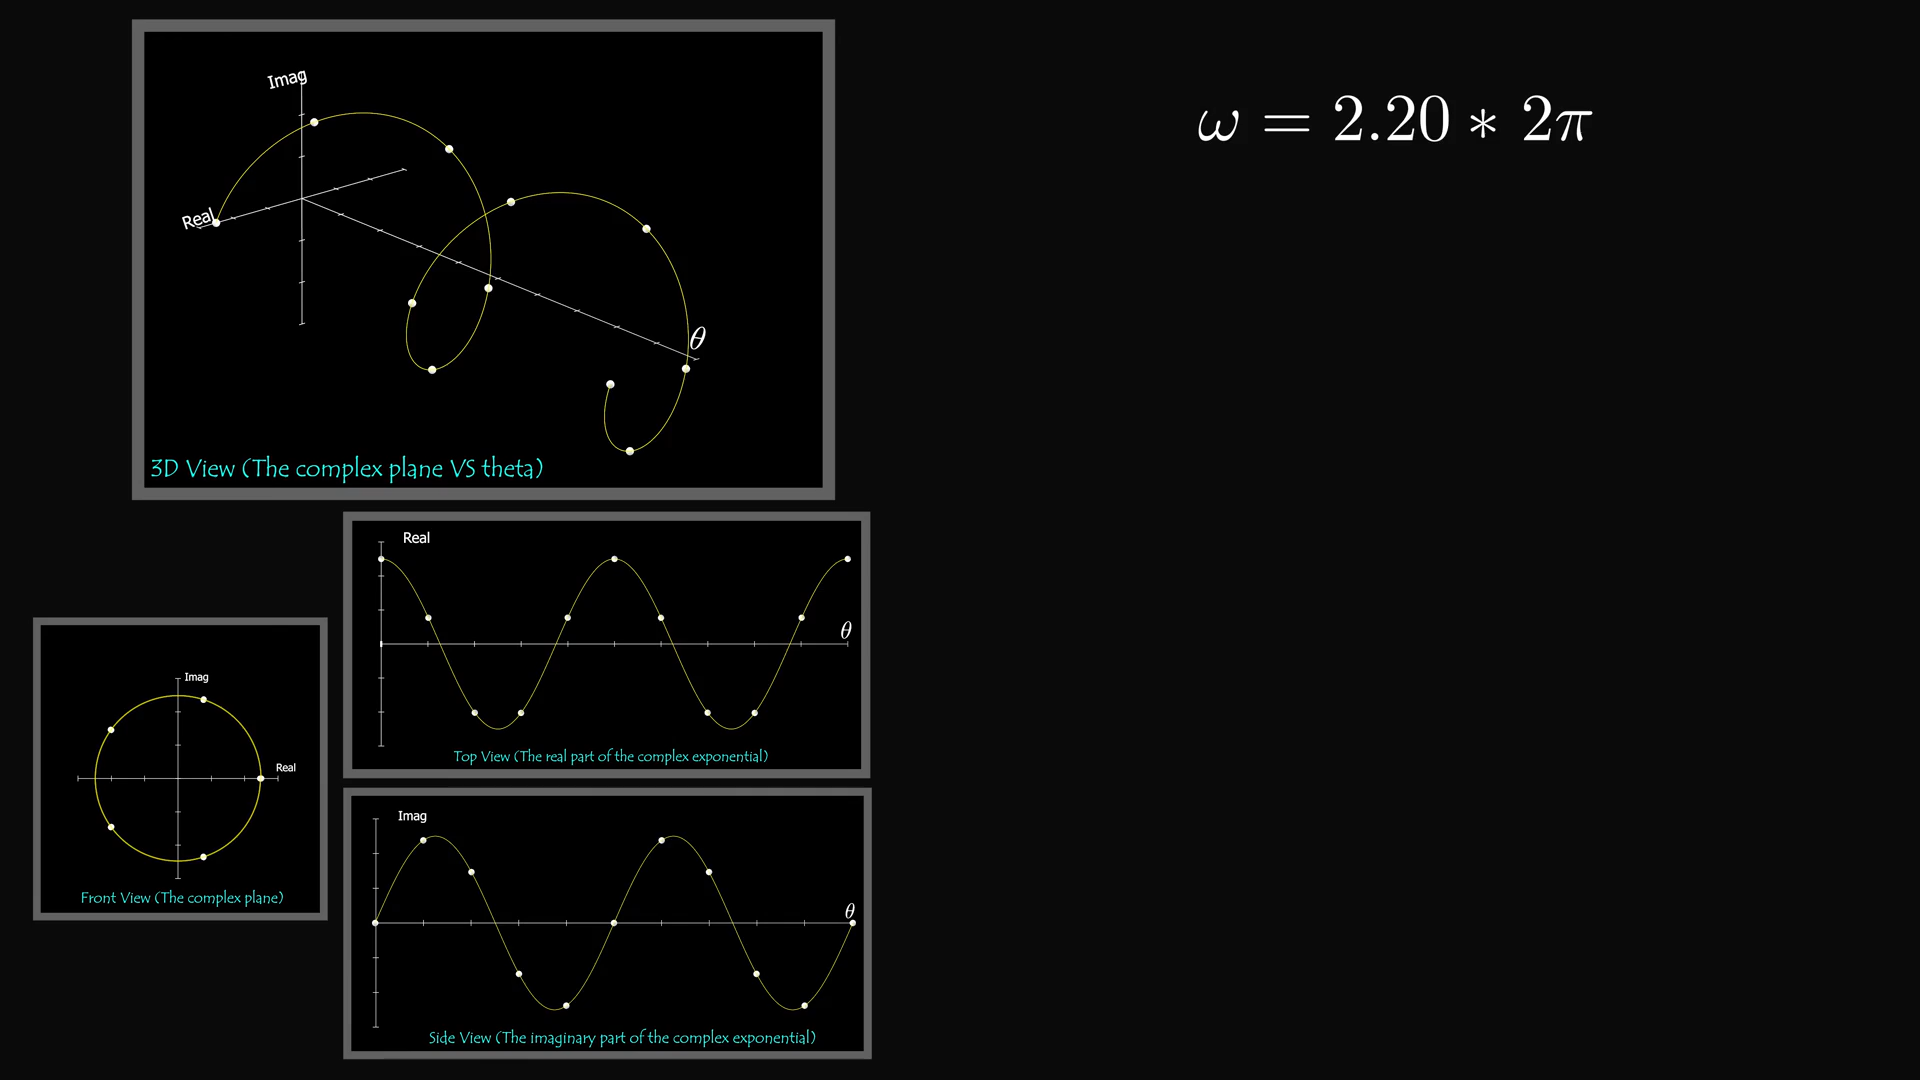 Imag
Real
θ
3D View (The complex plane VS theta)
ω = 2.20 * 2π
Real
θ
Top View (The real part of the complex exponential)
Imag
Real
Front View (The complex plane)
Imag
θ
Side View (The imaginary part of the complex exponential)